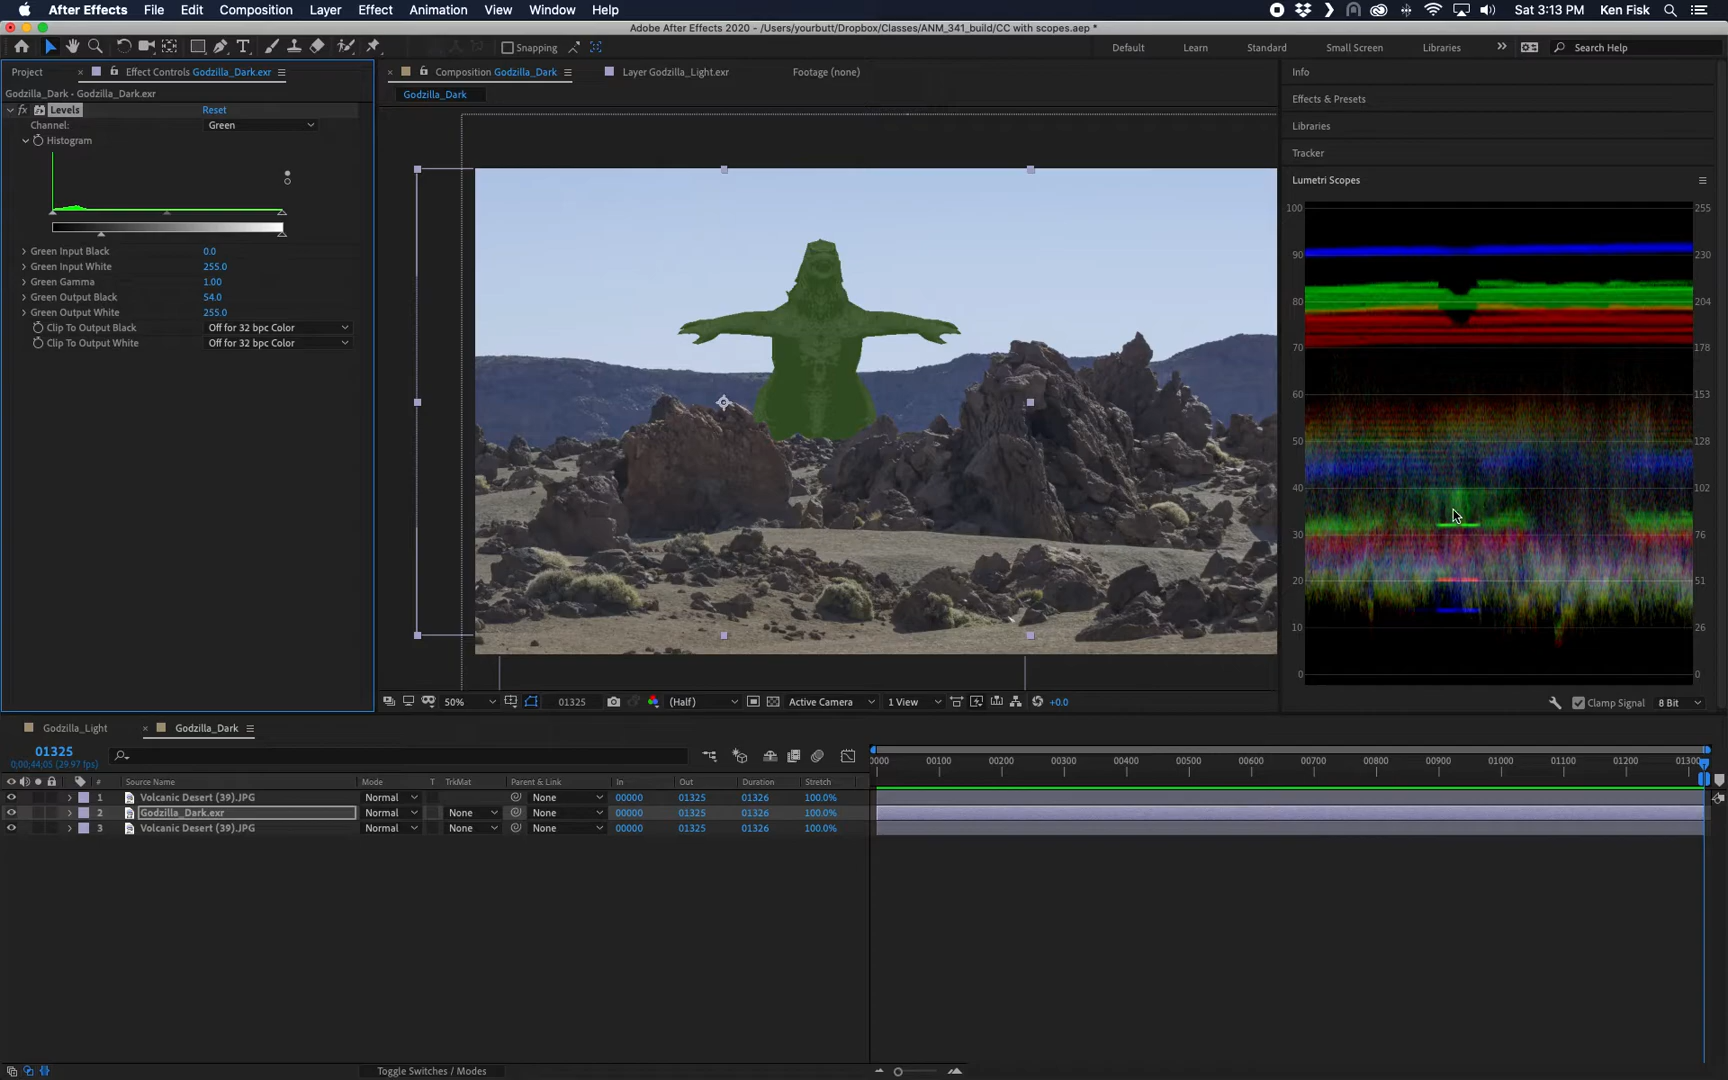 After Effects File Edit Composition Layer Effect Animation View Window Help
Sat 3:13 PM Ken Fisk
Adobe After Effects 2020 - /Users/yourbutt/Dropbox/Classes/ANM_341_build/CC with scopes.aep *
Snapping
Default Learn Standard Small Screen Libraries » Search Help
Project × Effect Controls Godzilla_Dark.exr
× Composition Godzilla_Dark Layer Godzilla_Light.exr Footage (none)
Info
Godzilla_Dark - Godzilla_Dark.exr
Godzilla_Dark
Effects & Presets
fx Levels Reset
Channel: Green
Libraries
Histogram
Tracker
Lumetri Scopes
100 255
90 230
80 204
70 178
60 153
50 128
40 102
30 76
20 51
10 26
0 0
Green Input Black 0.0
Green Input White 255.0
Green Gamma 1.00
Green Output Black 54.0
Green Output White 255.0
Clip To Output Black Off for 32 bpc Color
Clip To Output White Off for 32 bpc Color
50% 01325 (Half) Active Camera 1 View +0.0
Clamp Signal 8 Bit
Godzilla_Light × Godzilla_Dark
01325
0;00;44;05 (29.97 fps)
0000 00100 00200 00300 00400 00500 00600 00700 00800 00900 01000 01100 01200 01300
# Source Name Mode T TrkMat Parent & Link In Out Duration Stretch
1 Volcanic Desert (39).JPG Normal None 00000 01325 01326 100.0%
2 Godzilla_Dark.exr Normal None None 00000 01325 01326 100.0%
3 Volcanic Desert (39).JPG Normal None None 00000 01325 01326 100.0%
Toggle Switches / Modes